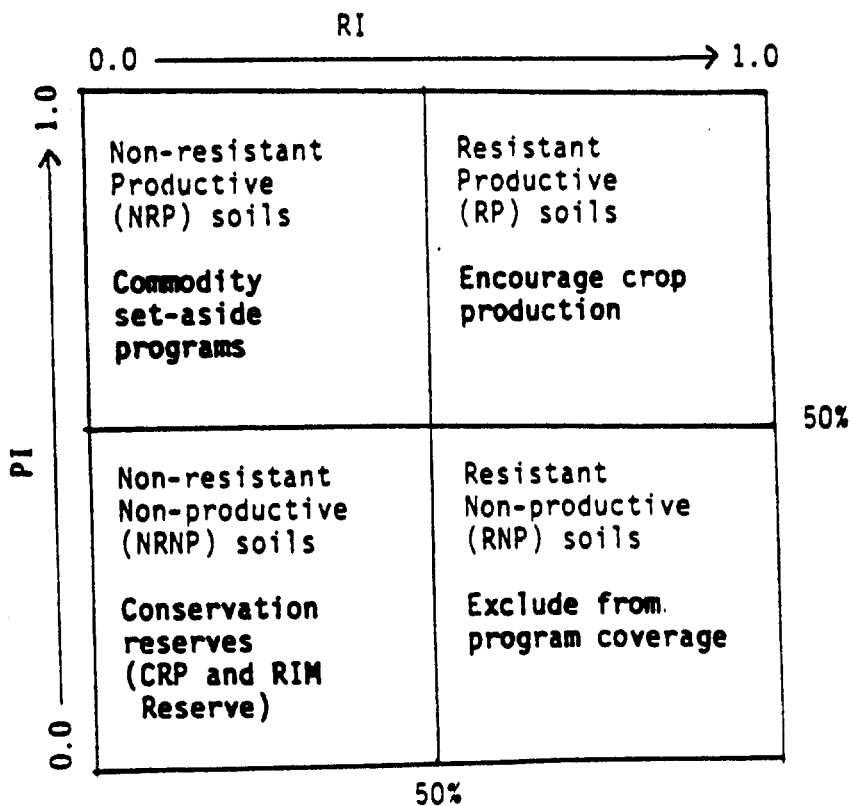 RI
0.0 1.0
1.0
PI
0.0
Non-resistant
Productive
(NRP) soils
Commodity
set-aside
programs
Resistant
Productive
(RP) soils
Encourage crop
production
50%
Non-resistant
Non-productive
(NRNP) soils
Conservation
reserves
(CRP and RIM
Reserve)
Resistant
Non-productive
(RNP) soils
Exclude from
program coverage
50%